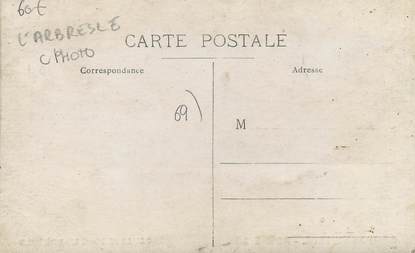 60€
L'ARBRESLE
C PHOTO
CARTE POSTALE
Correspondance
Adresse
69)
M